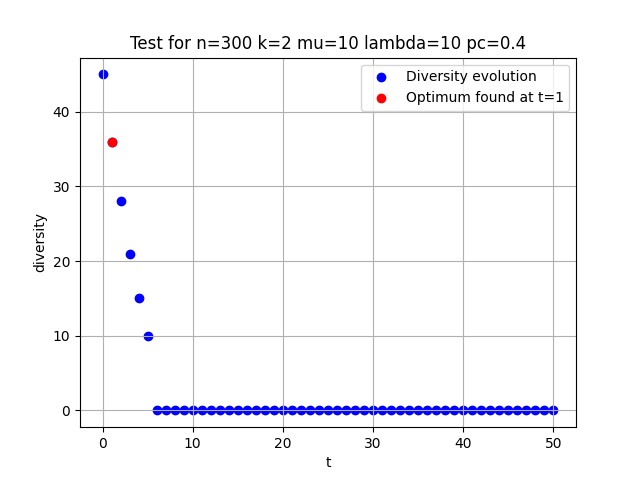 Test for n=300 k=2 mu=10 lambda=10 pc=0.4
Diversity evolution
Optimum found at t=1
diversity
40
30
20
10
0
0 10 20 30 40 50
t